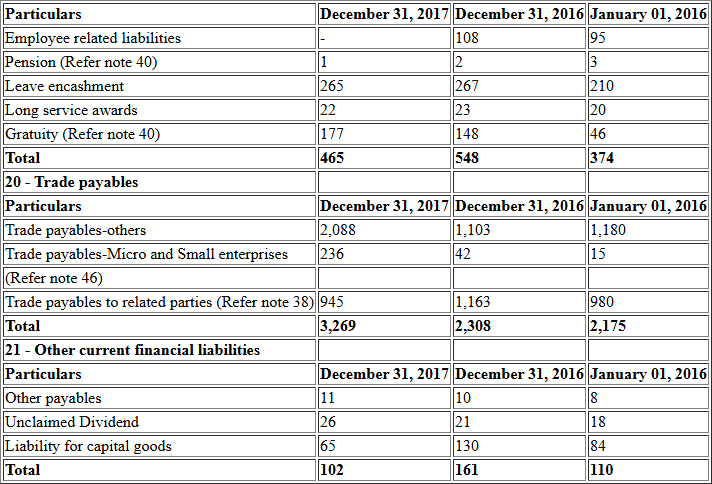 Particulars December 31, 2017 December 31, 2016 January 01, 2016
Employee related liabilities - 108 95
Pension (Refer note 40) 1 2 3
Leave encashment 265 267 210
Long service awards 22 23 20
Gratuity (Refer note 40) 177 148 46
Total 465 548 374
20 - Trade payables
Particulars December 31, 2017 December 31, 2016 January 01, 2016
Trade payables-others 2,088 1,103 1,180
Trade payables-Micro and Small enterprises 236 42 15
(Refer note 46)
Trade payables to related parties (Refer note 38) 945 1,163 980
Total 3,269 2,308 2,175
21 - Other current financial liabilities
Particulars December 31, 2017 December 31, 2016 January 01, 2016
Other payables 11 10 8
Unclaimed Dividend 26 21 18
Liability for capital goods 65 130 84
Total 102 161 110